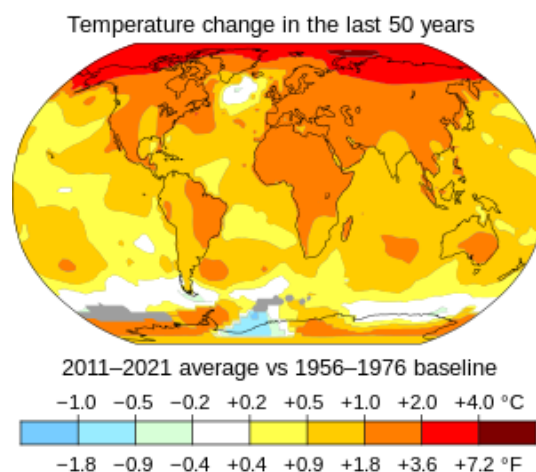 Temperature change in the last 50 years
2011–2021 average vs 1956–1976 baseline
−1.0 −0.5 −0.2 +0.2 +0.5 +1.0 +2.0 +4.0 °C
−1.8 −0.9 −0.4 +0.4 +0.9 +1.8 +3.6 +7.2 °F